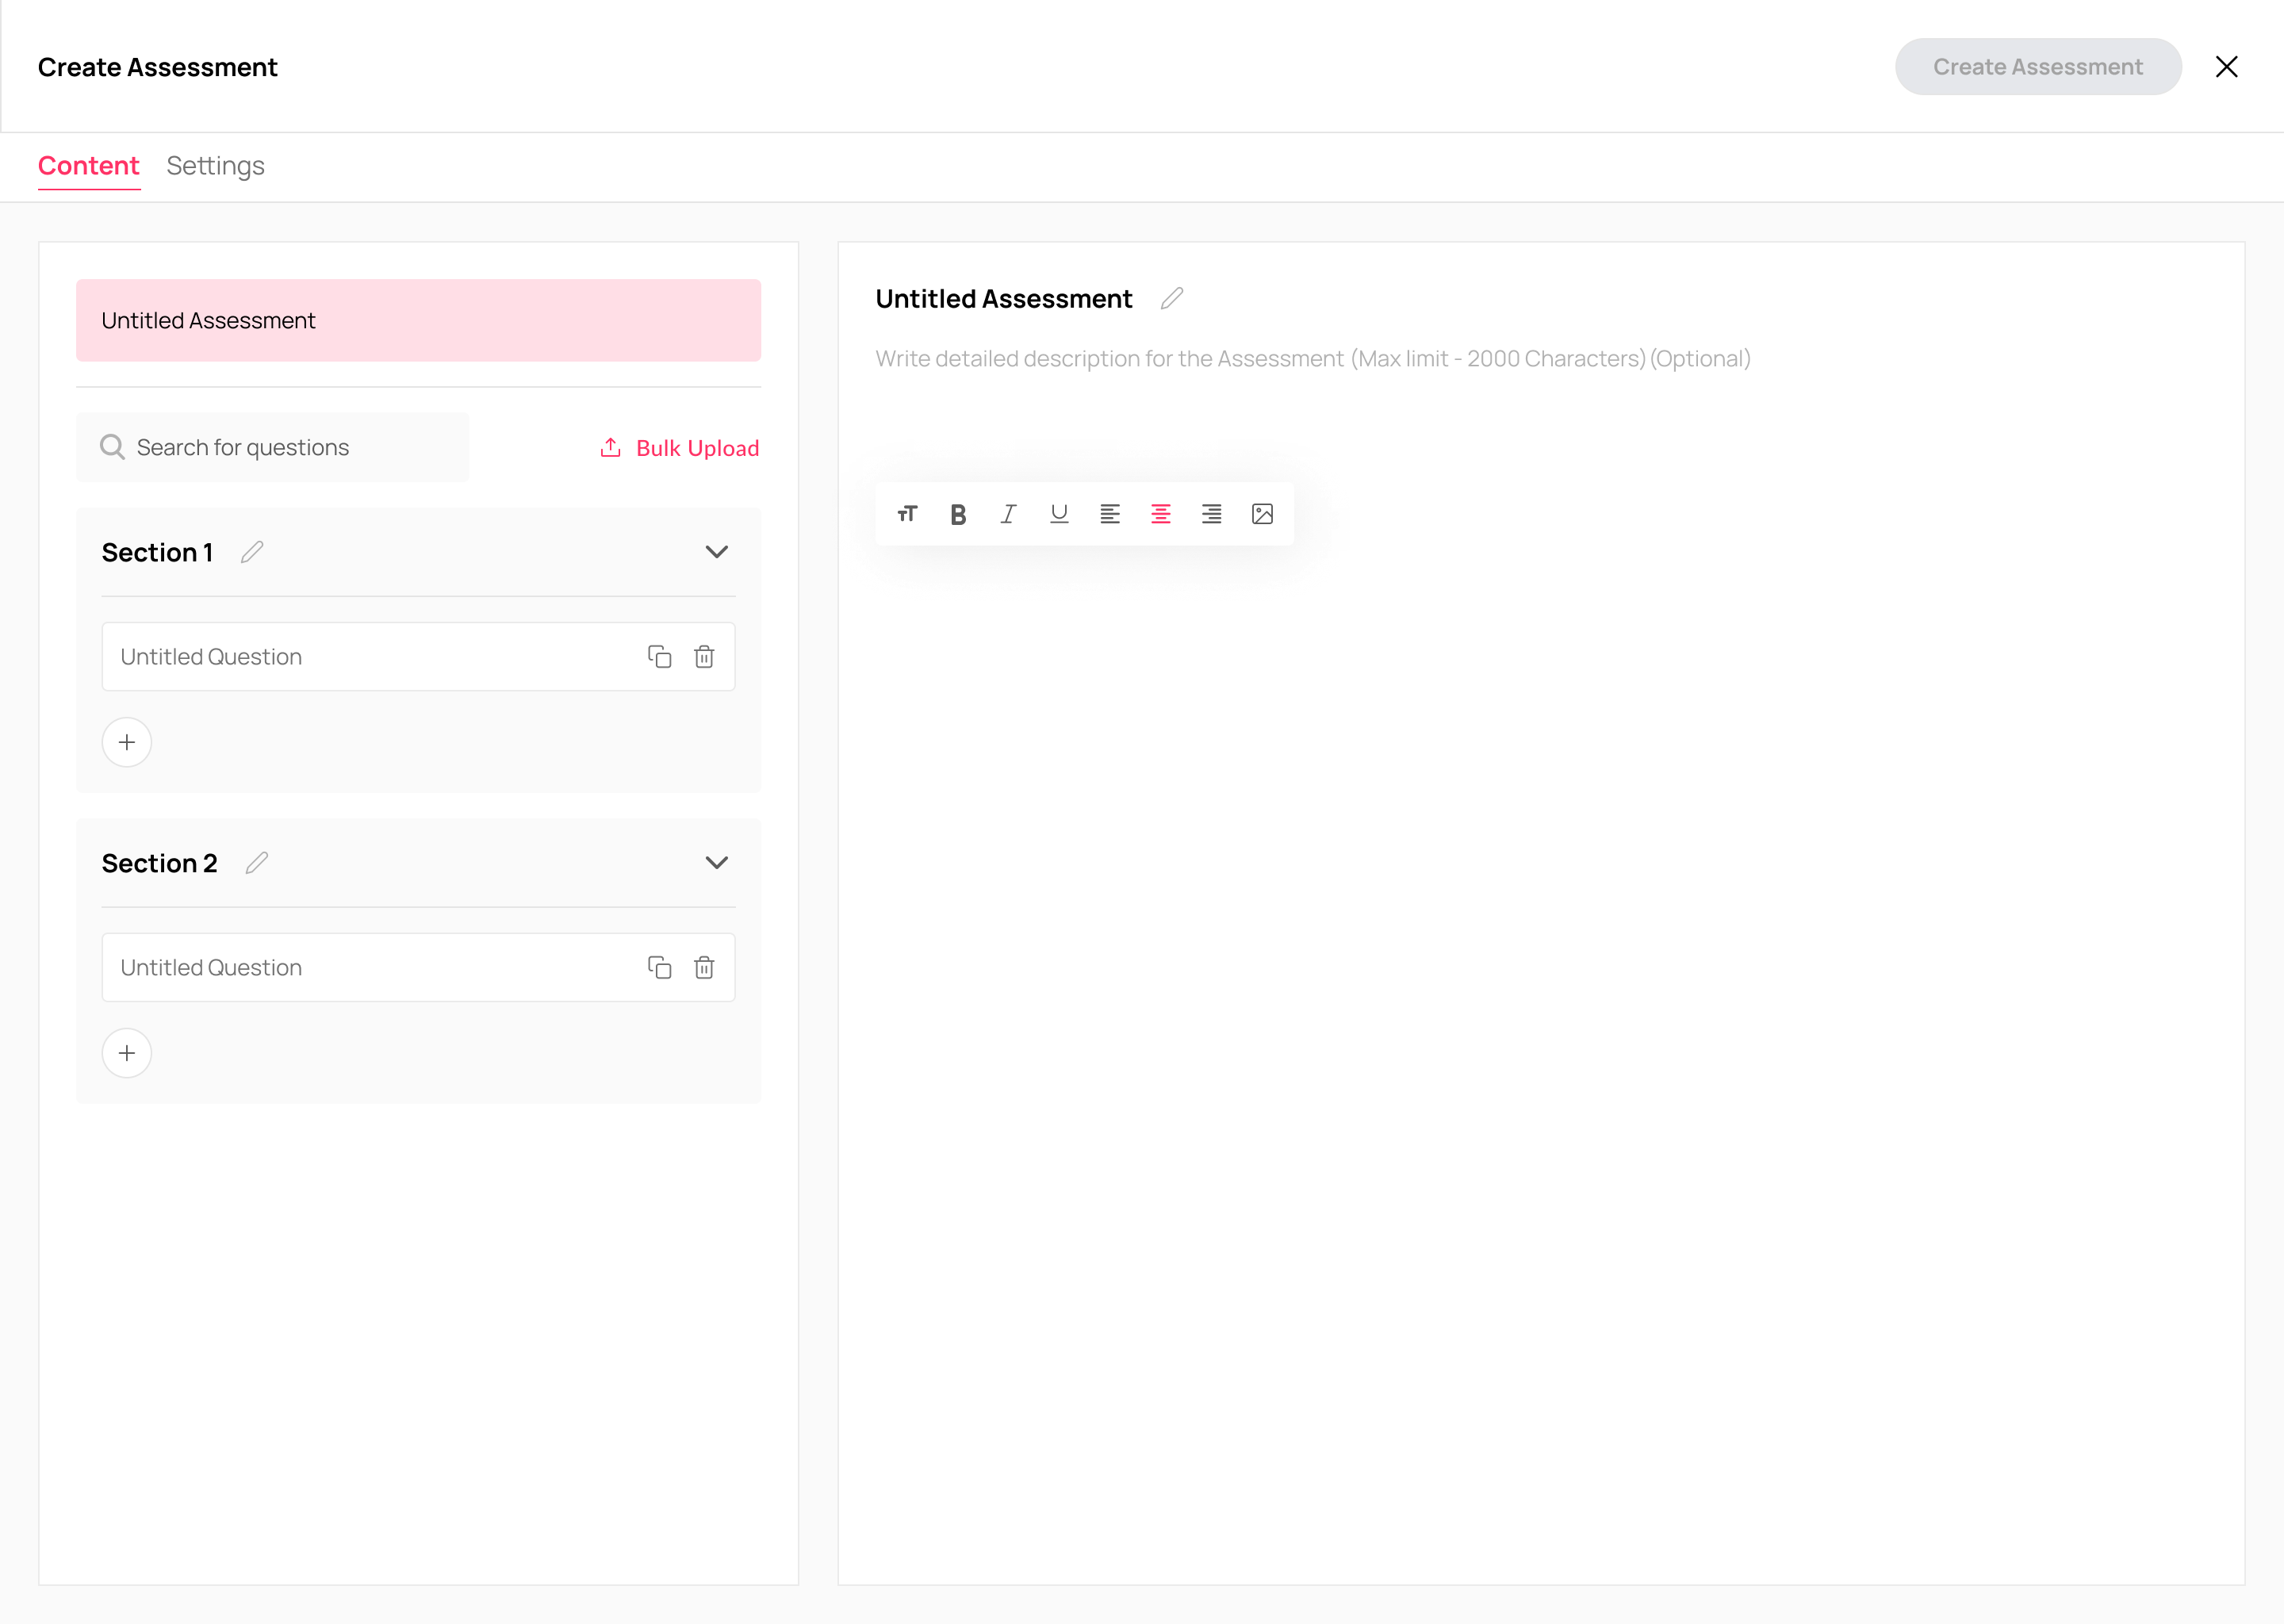 Create Assessment
Create Assessment
Content
Settings
Untitled Assessment
Search for questions
Bulk Upload
Section 1
Untitled Question
Section 2
Untitled Question
Untitled Assessment
Write detailed description for the Assessment (Max limit - 2000 Characters)(Optional)